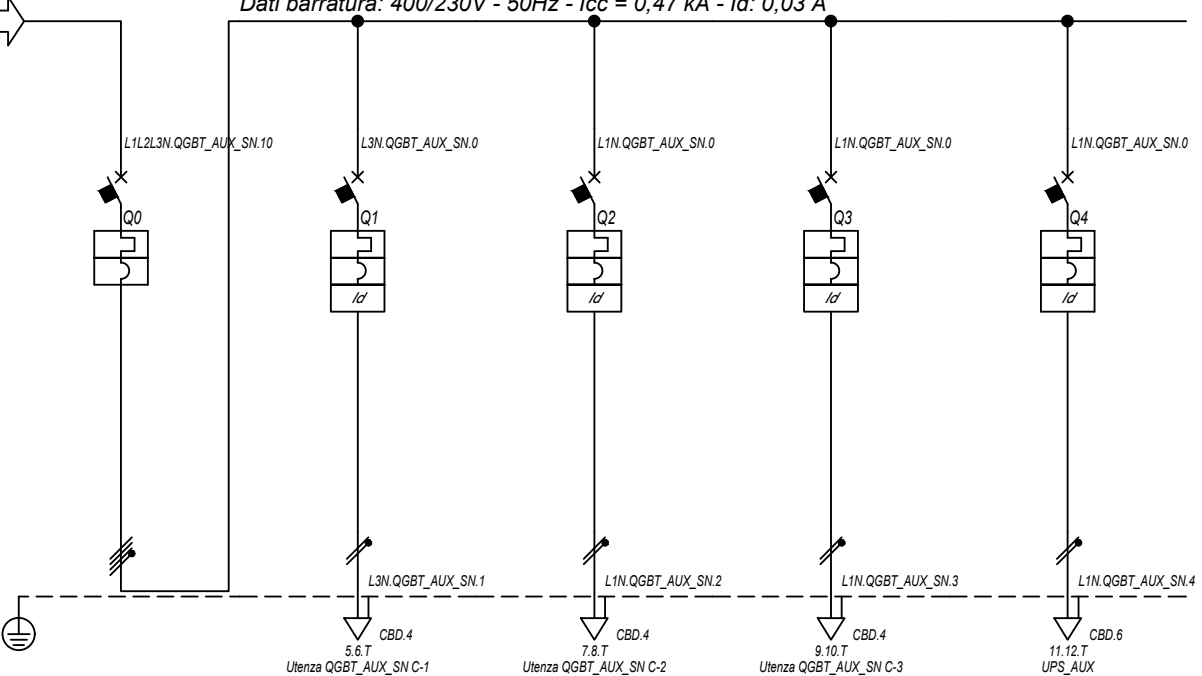 Dati barratura: 400/230V - 50Hz - Icc = 0,47 kA - Id: 0,03 A
L1L2L3N.QGBT_AUX_SN.10
L3N.QGBT_AUX_SN.0
L1N.QGBT_AUX_SN.0
L1N.QGBT_AUX_SN.0
L1N.QGBT_AUX_SN.0
Q0
Q1
Q2
Q3
Q4
Id
Id
Id
Id
L3N.QGBT_AUX_SN.1
L1N.QGBT_AUX_SN.2
L1N.QGBT_AUX_SN.3
L1N.QGBT_AUX_SN.4
CBD.4
CBD.4
CBD.4
CBD.6
5.6.T
7.8.T
9.10.T
11.12.T
Utenza QGBT_AUX_SN C-1
Utenza QGBT_AUX_SN C-2
Utenza QGBT_AUX_SN C-3
UPS_AUX